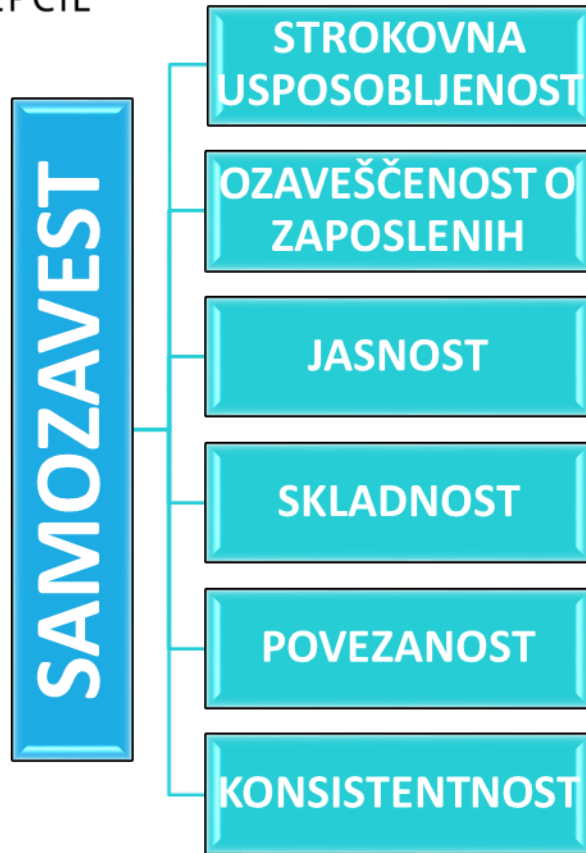 SAMOZAVEST
STROKOVNA
USPOSOBLJENOST
OZAVEŠČENOST O
ZAPOSLENIH
JASNOST
SKLADNOST
POVEZANOST
KONSISTENTNOST